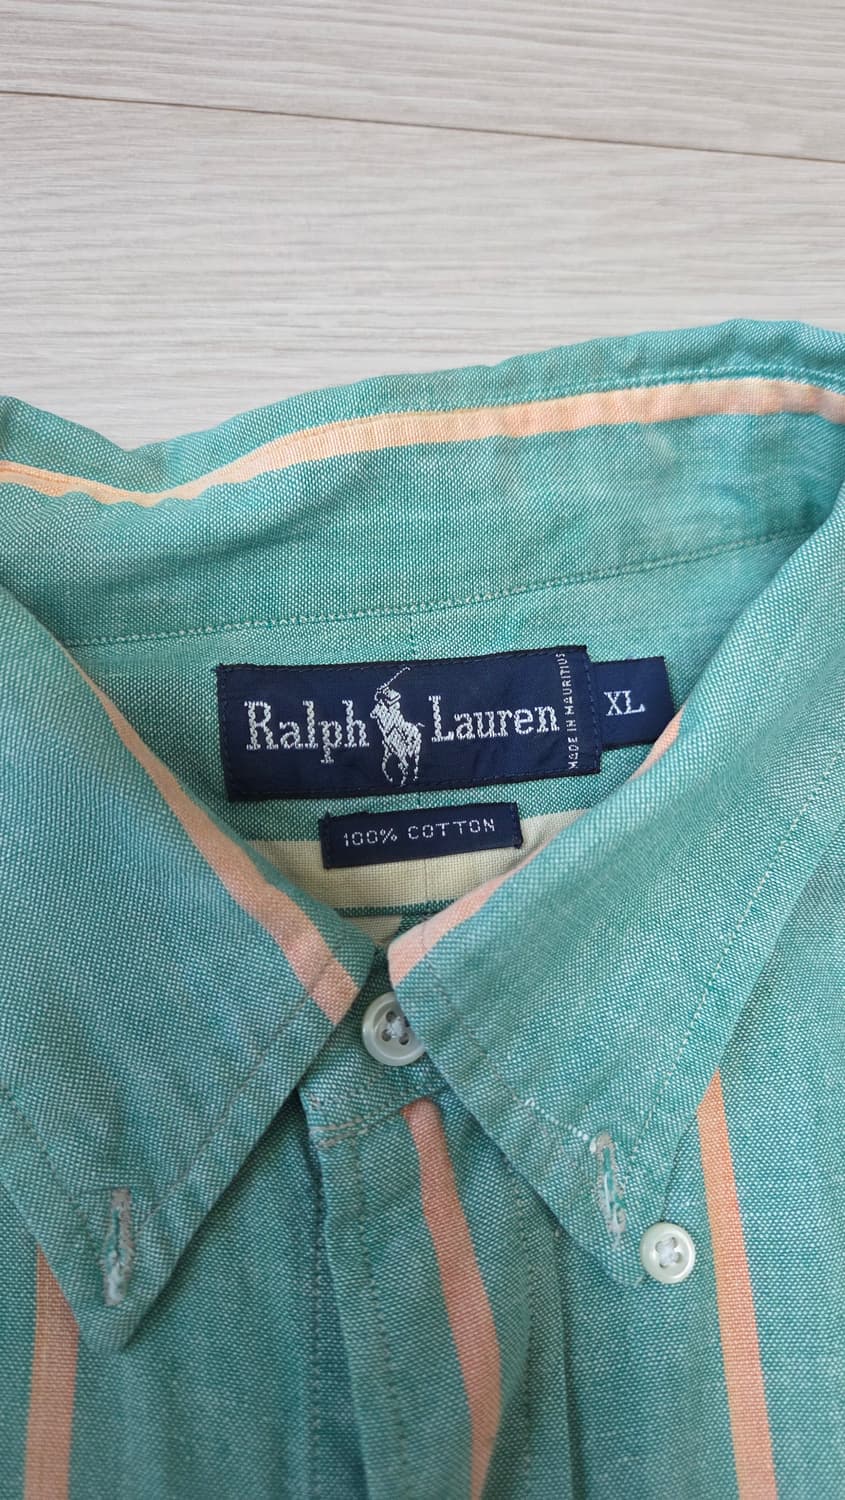 Ralph Lauren
MADE IN MAURITIUS
XL
100% COTTON